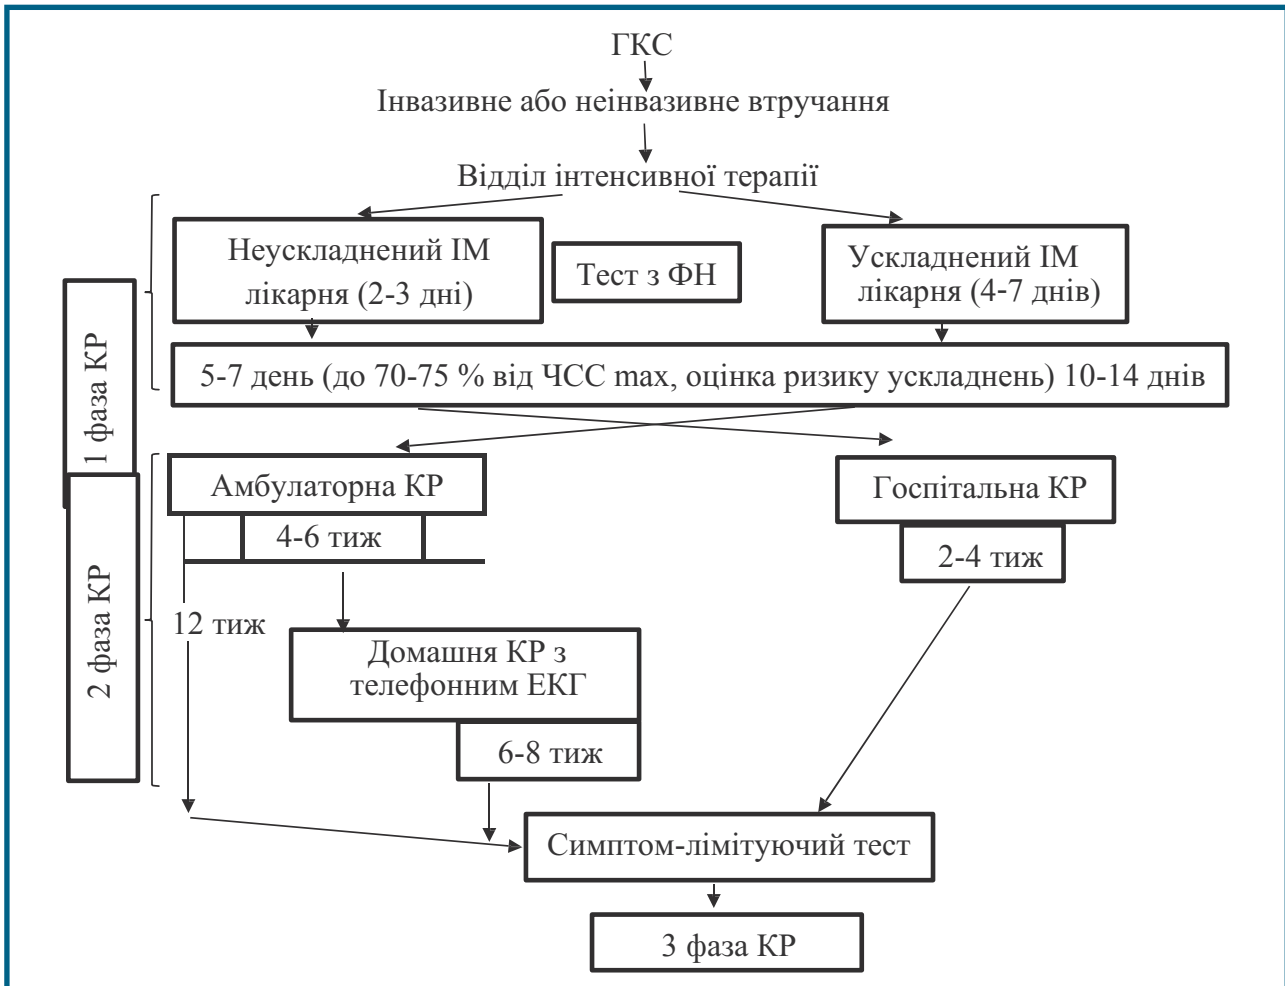 ГКС
Інвазивне або неінвазивне втручання
Відділ інтенсивної терапії
Неускладнений ІМ
лікарня (2-3 дні)
Тест з ФН
Ускладнений ІМ
лікарня (4-7 днів)
1 фаза КР
5-7 день (до 70-75 % від ЧСС max, оцінка ризику ускладнень) 10-14 днів
2 фаза КР
Амбулаторна КР
4-6 тиж
Госпітальна КР
2-4 тиж
12 тиж
Домашня КР з
телефонним ЕКГ
6-8 тиж
Симптом-лімітуючий тест
3 фаза КР